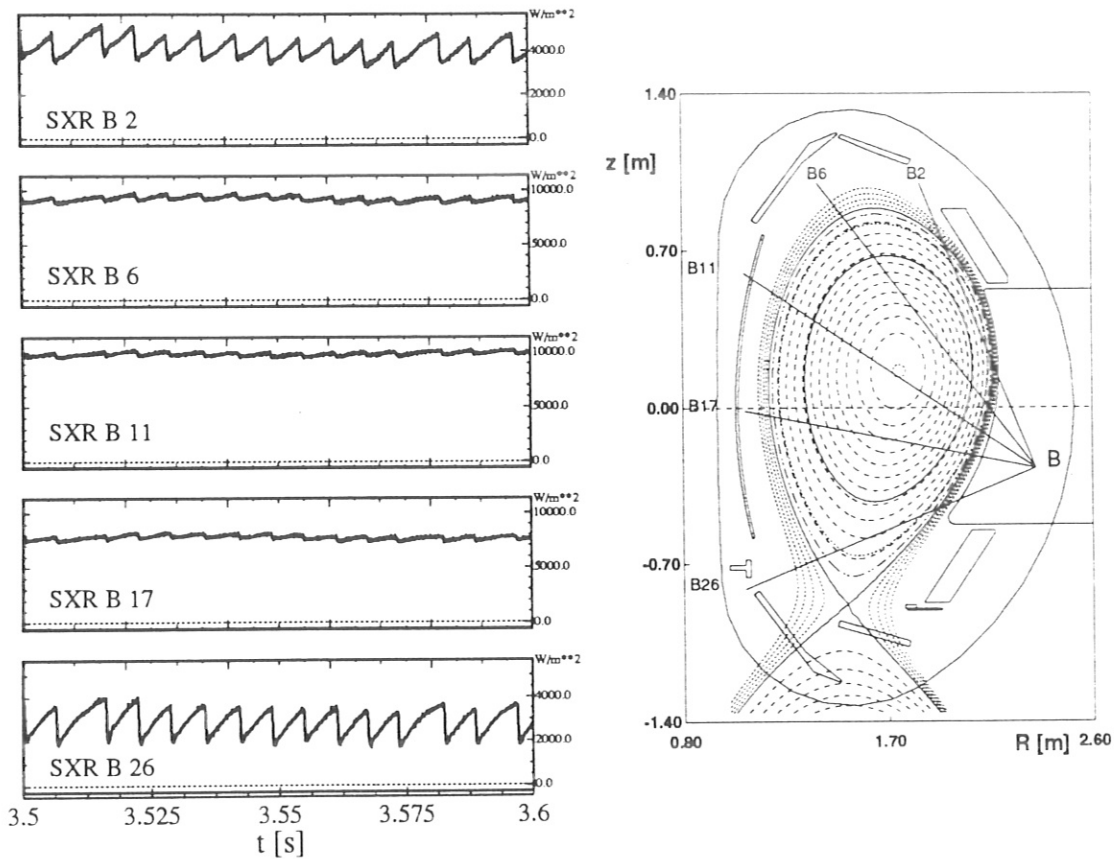 W/m**2
4000.0
2000.0
0.0
SXR B 2
W/m**2
10000.0
5000.0
0.0
SXR B 6
W/m**2
10000.0
5000.0
0.0
SXR B 11
W/m**2
10000.0
5000.0
0.0
SXR B 17
W/m**2
4000.0
2000.0
0.0
SXR B 26
3.5 3.525 3.55 3.575 3.6
t [s]
1.40
z [m]
B6 B2
0.70
B11
B17
0.00
B
-0.70
B26
-1.40
0.80 1.70 R [m] 2.60